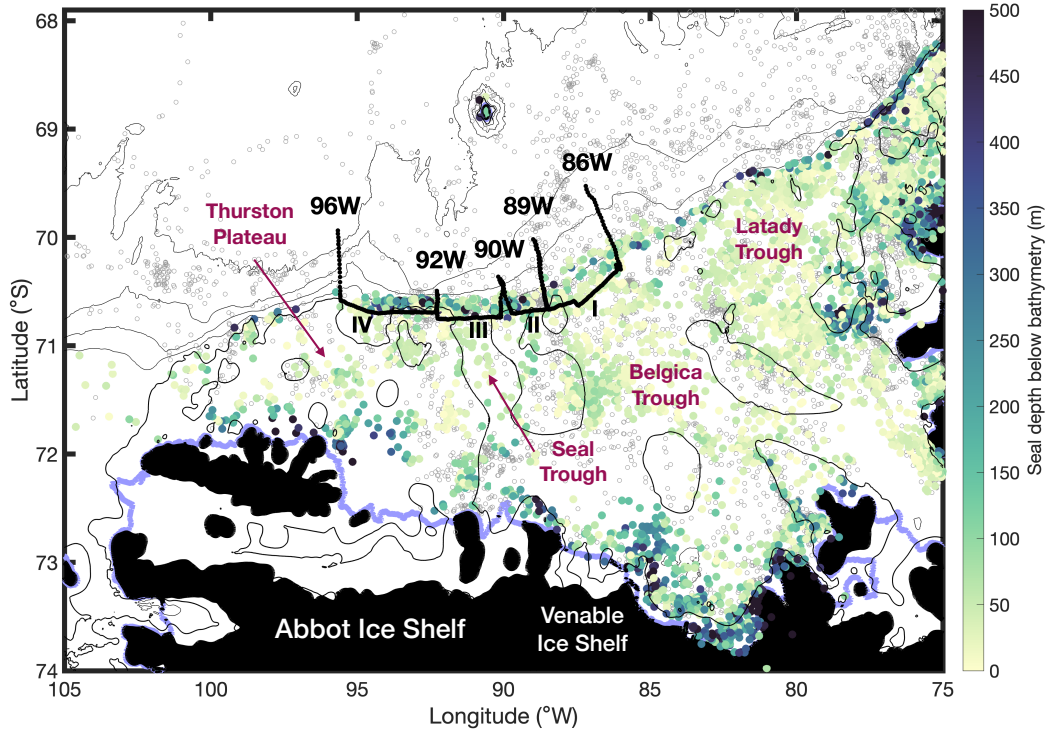 68
69
70
71
72
73
74
Latitude (°S)
105
100
95
90
85
80
75
Longitude (°W)
86W
89W
96W
90W
92W
Thurston
Plateau
Latady
Trough
I
II
III
IV
Belgica
Trough
Seal
Trough
Abbot Ice Shelf
Venable
Ice Shelf
500
450
400
350
300
250
200
150
100
50
0
Seal depth below bathymetry (m)